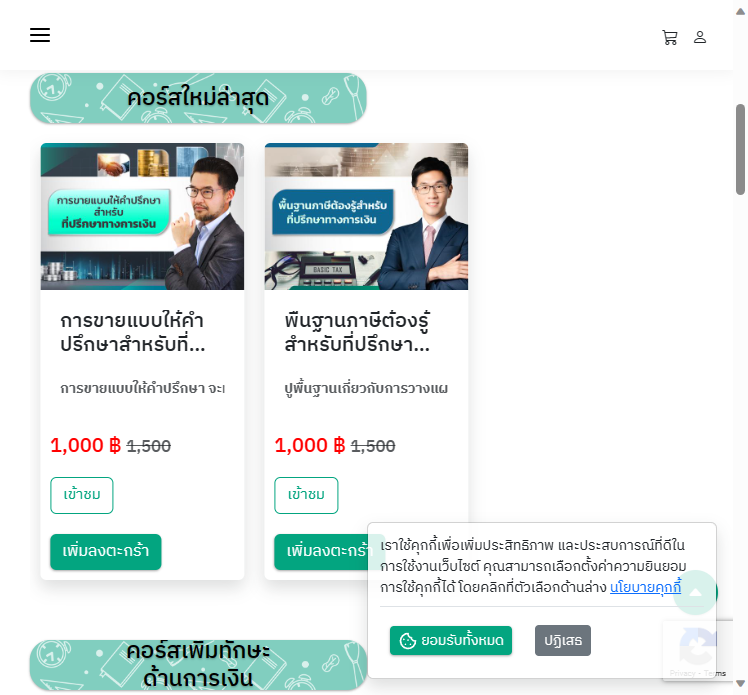 คอร์สใหม่ล่าสุด
การขายแบบให้คำปรึกษา
สำหรับ
ที่ปรึกษาทางการเงิน
พื้นฐานภาษีต้องรู้สำหรับ
ที่ปรึกษาทางการเงิน
BASIC TAX
การขายแบบให้คำ
ปรึกษาสำหรับที่...
พื้นฐานภาษีต้องรู้
สำหรับที่ปรึกษา...
การขายแบบให้คำปรึกษา
ปูพื้นฐานเกี่ยวกับการวางแผ
1,000 ฿ 1,500
1,000 ฿ 1,500
เข้าชม
เข้าชม
เพิ่มลงตะกร้า
เพิ่มลงตะกร้า
เราใช้คุกกี้เพื่อเพิ่มประสิทธิภาพ และประสบการณ์ที่ดีใน
การใช้งานเว็บไซต์ คุณสามารถเลือกตั้งค่าความยินยอม
การใช้คุกกี้ได้ โดยคลิกที่ตัวเลือกด้านล่าง นโยบายคุกกี้
ยอมรับทั้งหมด
ปฏิเสธ
Privacy - Terms
คอร์สเพิ่มทักษะ
ด้านการเงิน